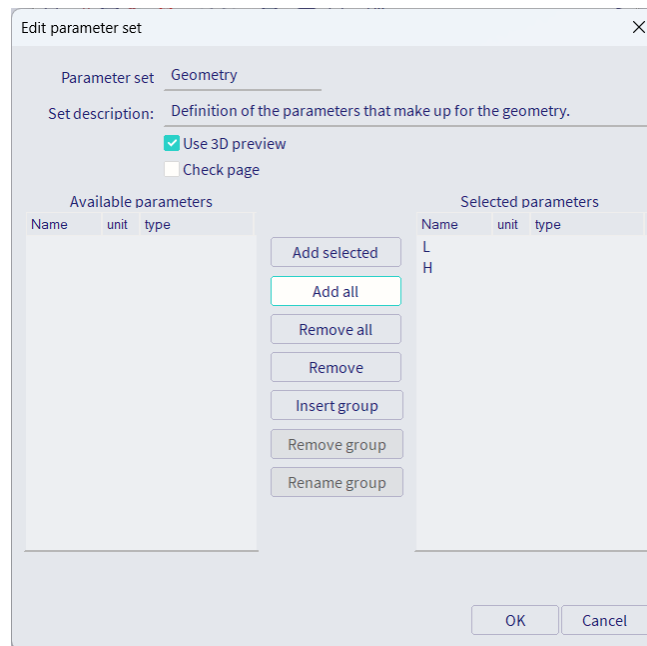 Edit parameter set
Parameter set Geometry
Set description: Definition of the parameters that make up for the geometry.
Use 3D preview
Check page
Available parameters
Selected parameters
Name unit type
Name unit type
L
H
Add selected
Add all
Remove all
Remove
Insert group
Remove group
Rename group
OK Cancel